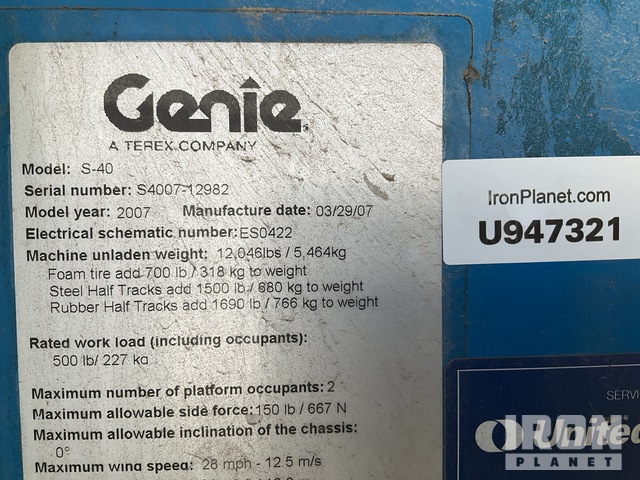 Genie
A TEREX COMPANY
Model: S-40
Serial number: S4007-12982
Model year: 2007 Manufacture date: 03/29/07
Electrical schematic number: ES0422
Machine unladen weight: 12,046lbs / 5,464kg
Foam tire add 700 lb / 318 kg to weight
Steel Half Tracks add 1500 lb / 680 kg to weight
Rubber Half Tracks add 1690 lb / 766 kg to weight
Rated work load (including occupants):
500 lb/ 227 kg
Maximum number of platform occupants: 2
Maximum allowable side force: 150 lb / 667 N
Maximum allowable inclination of the chassis:
0°
Maximum wind speed: 28 mph - 12.5 m/s
IronPlanet.com
U947321
SERVI
United
IRON
PLANET